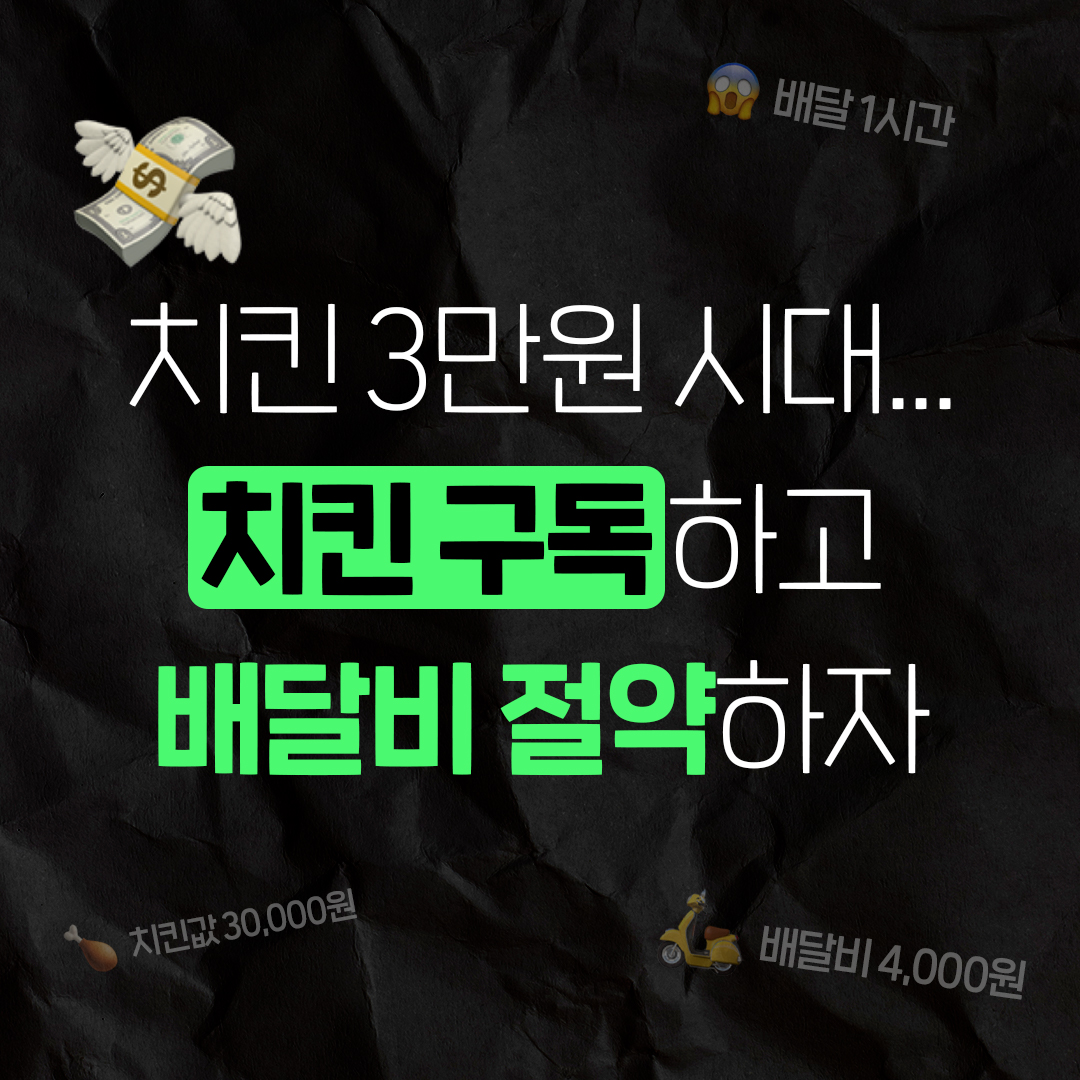 배달 1시간
치킨 3만원 시대...
치킨 구독하고
배달비 절약하자
치킨값 30,000원
배달비 4,000원